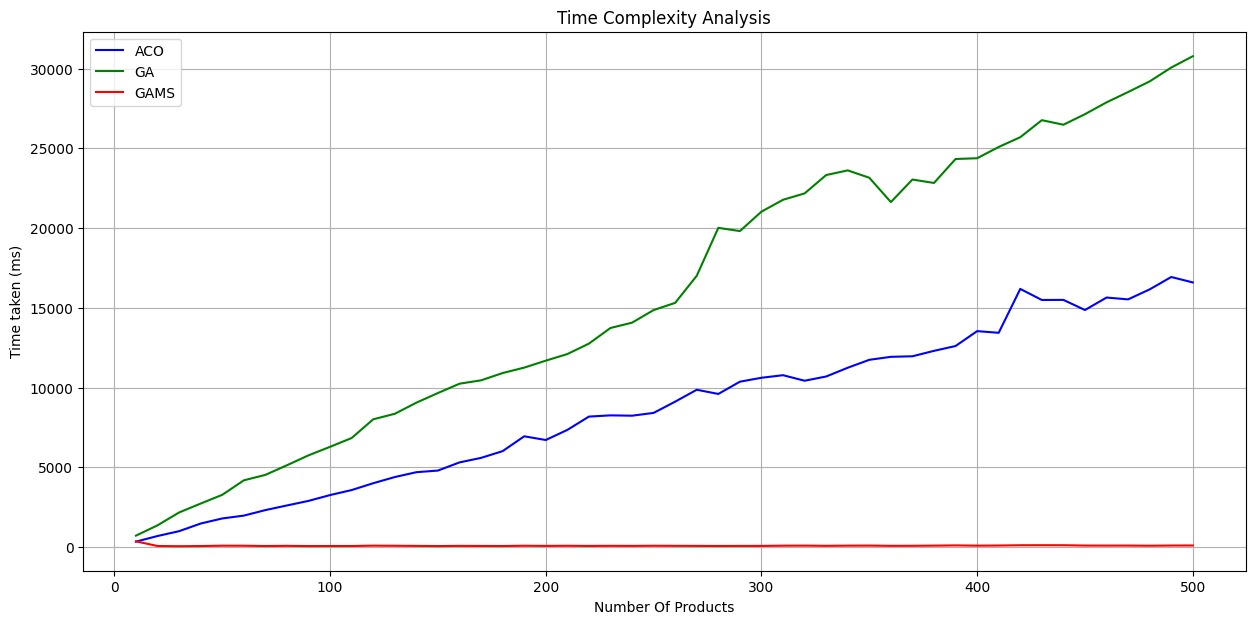 Time Complexity Analysis
ACO
GA
GAMS
30000
25000
20000
15000
10000
5000
0
Time taken (ms)
0 100 200 300 400 500
Number Of Products